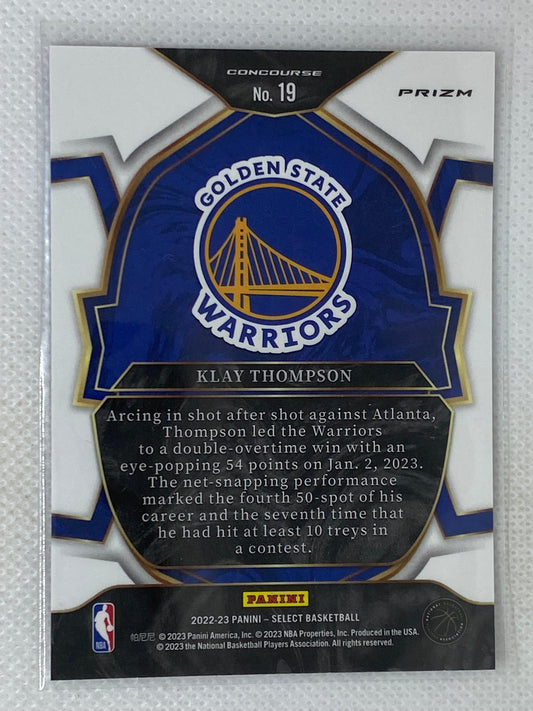 CONCOURSE
No. 19
PRIZM
GOLDEN STATE
WARRIORS
KLAY THOMPSON
Arcing in shot after shot against Atlanta,
Thompson led the Warriors
to a double-overtime win with an
eye-popping 54 points on Jan. 2, 2023.
The net-snapping performance
marked the fourth 50-spot of his
career and the seventh time that
he had hit at least 10 treys in
a contest.
PANINI
2022-23 PANINI – SELECT BASKETBALL
帕尼尼 © 2023 Panini America, Inc. © 2023 NBA Properties, Inc. Produced in the USA.
© 2023 the National Basketball Players Association. All rights reserved.
NBA